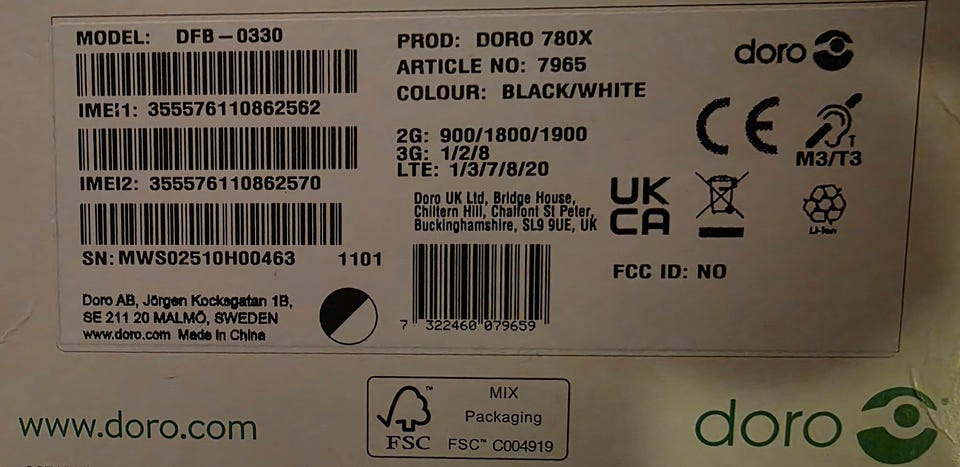 MODEL: DFB-0330
IMEI1: 355576110862562
IMEI2: 355576110862570
SN: MWS02510H00463 1101
Doro AB, Jörgen Kocksgatan 1B,
SE 211 20 MALMÖ, SWEDEN
www.doro.com Made in China
PROD: DORO 780X
ARTICLE NO: 7965
COLOUR: BLACK/WHITE
2G: 900/1800/1900
3G: 1/2/8
LTE: 1/3/7/8/20
Doro UK Ltd, Bridge House,
Chiltern Hill, Chalfont St Peter,
Buckinghamshire, SL9 9UE, UK
7 322460 079659
doro
CE
T
M3/T3
UK
CA
Li-Ion
FCC ID: NO
www.doro.com
FSC™
MIX
Packaging
FSC™ C004919
doro